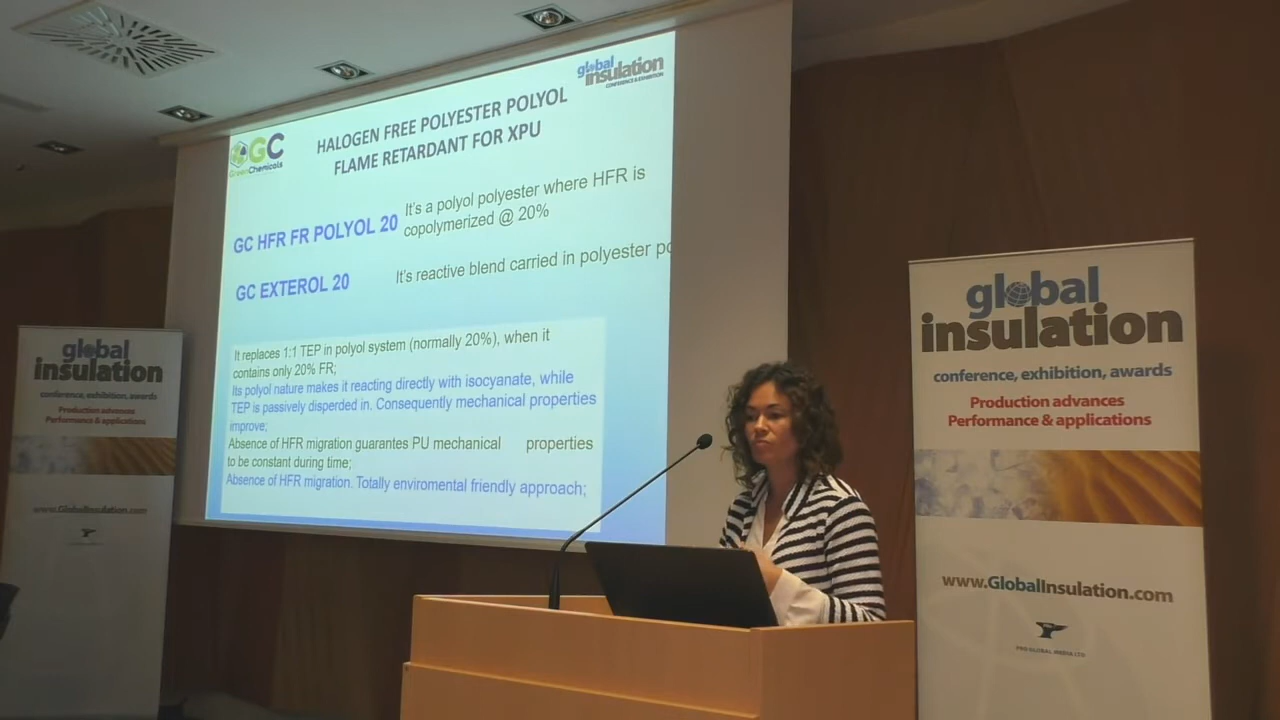 global
insulation
CONFERENCE & EXHIBITION
GC
GreenChemicals
HALOGEN FREE POLYESTER POLYOL
FLAME RETARDANT FOR XPU
GC HFR FR POLYOL 20
It's a polyol polyester where HFR is
copolymerized @ 20%
GC EXTEROL 20
It's reactive blend carried in polyester po
It replaces 1:1 TEP in polyol system (normally 20%), when it
contains only 20% FR;
Its polyol nature makes it reacting directly with isocyanate, while
TEP is passively disperded in. Consequently mechanical properties
improve;
Absence of HFR migration guarantes PU mechanical properties
to be constant during time;
Absence of HFR migration. Totally enviromental friendly approach;
global
insulation
conference, exhibition, awards
Production advances
Performance & applications
www.GlobalInsulation.com
global
insulation
conference, exhibition, awards
Production advances
Performance & applications
www.GlobalInsulation.com
PRO GLOBAL MEDIA LTD